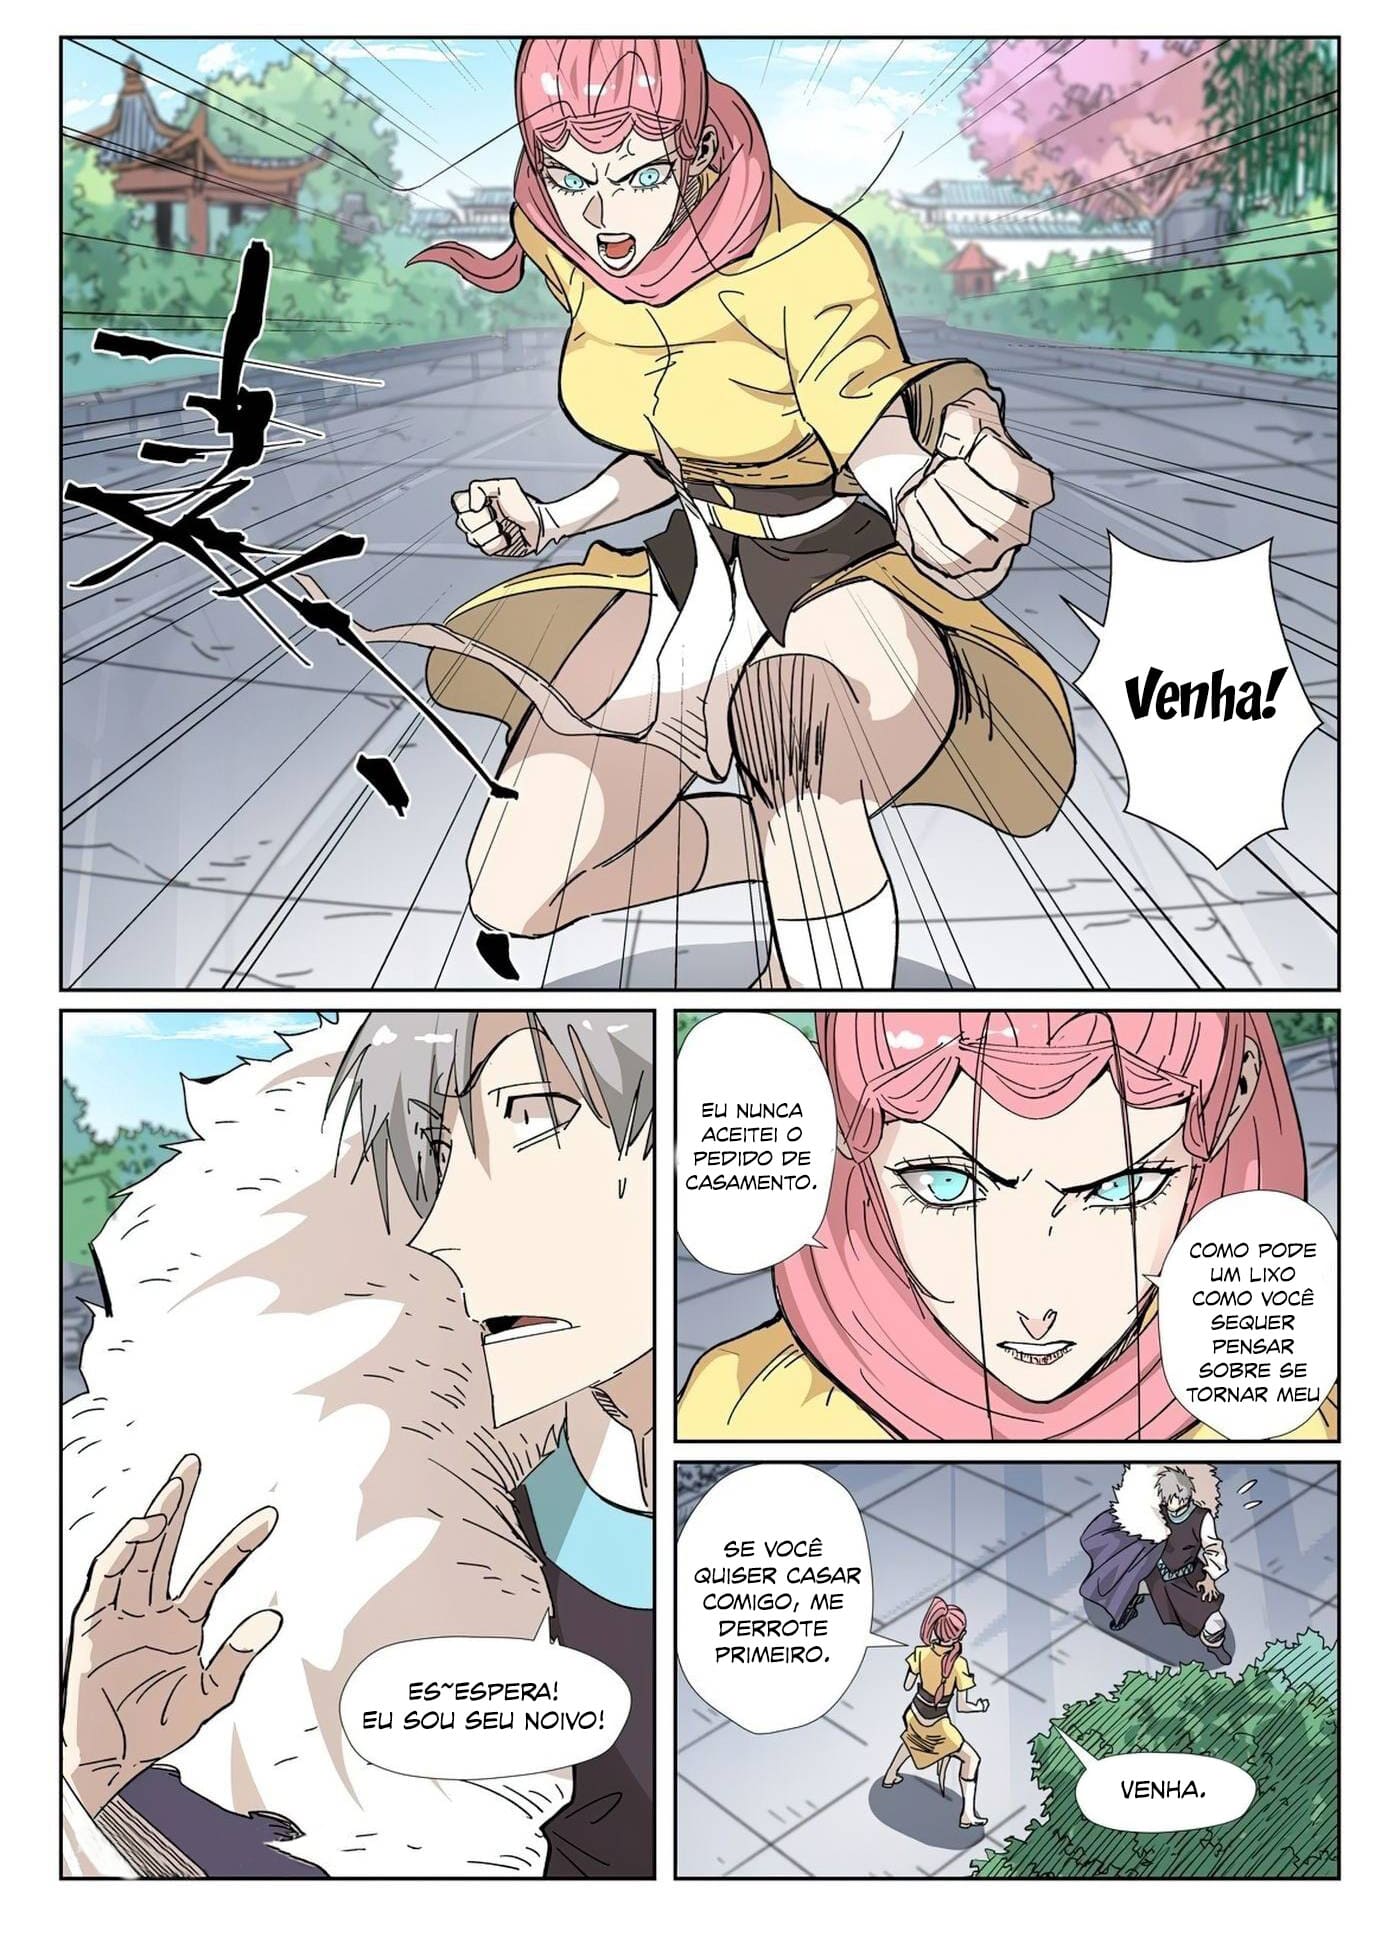 Venha!
ES~ESPERA!
EU SOU SEU NOIVO!
EU NUNCA
ACEITEI O
PEDIDO DE
CASAMENTO.
COMO PODE
UM LIXO
COMO VOCÊ
SEQUER
PENSAR
SOBRE SE
TORNAR MEU
SE VOCÊ
QUISER CASAR
COMIGO, ME
DERROTE
PRIMEIRO.
VENHA.